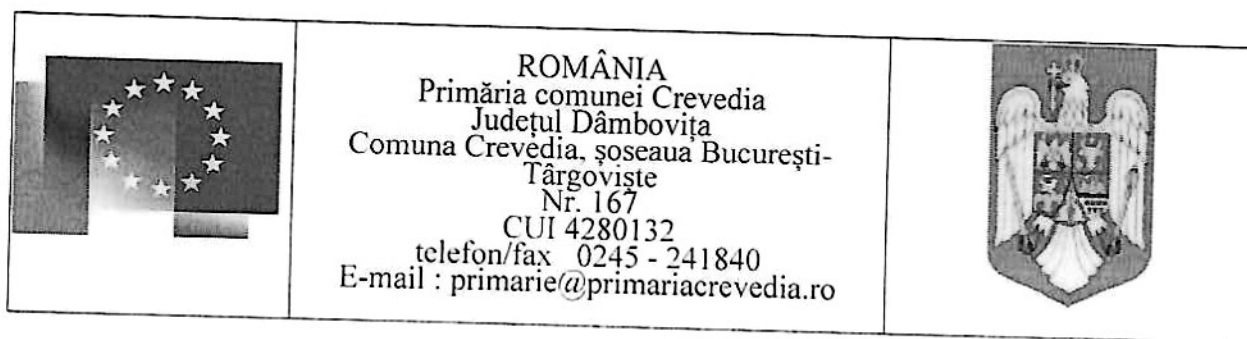 ROMÂNIA
Primăria comunei Crevedia
Județul Dâmbovița
Comuna Crevedia, șoseaua București-
Târgoviște
Nr. 167
CUI 4280132
telefon/fax 0245 - 241840
E-mail : primarie@primariacrevedia.ro